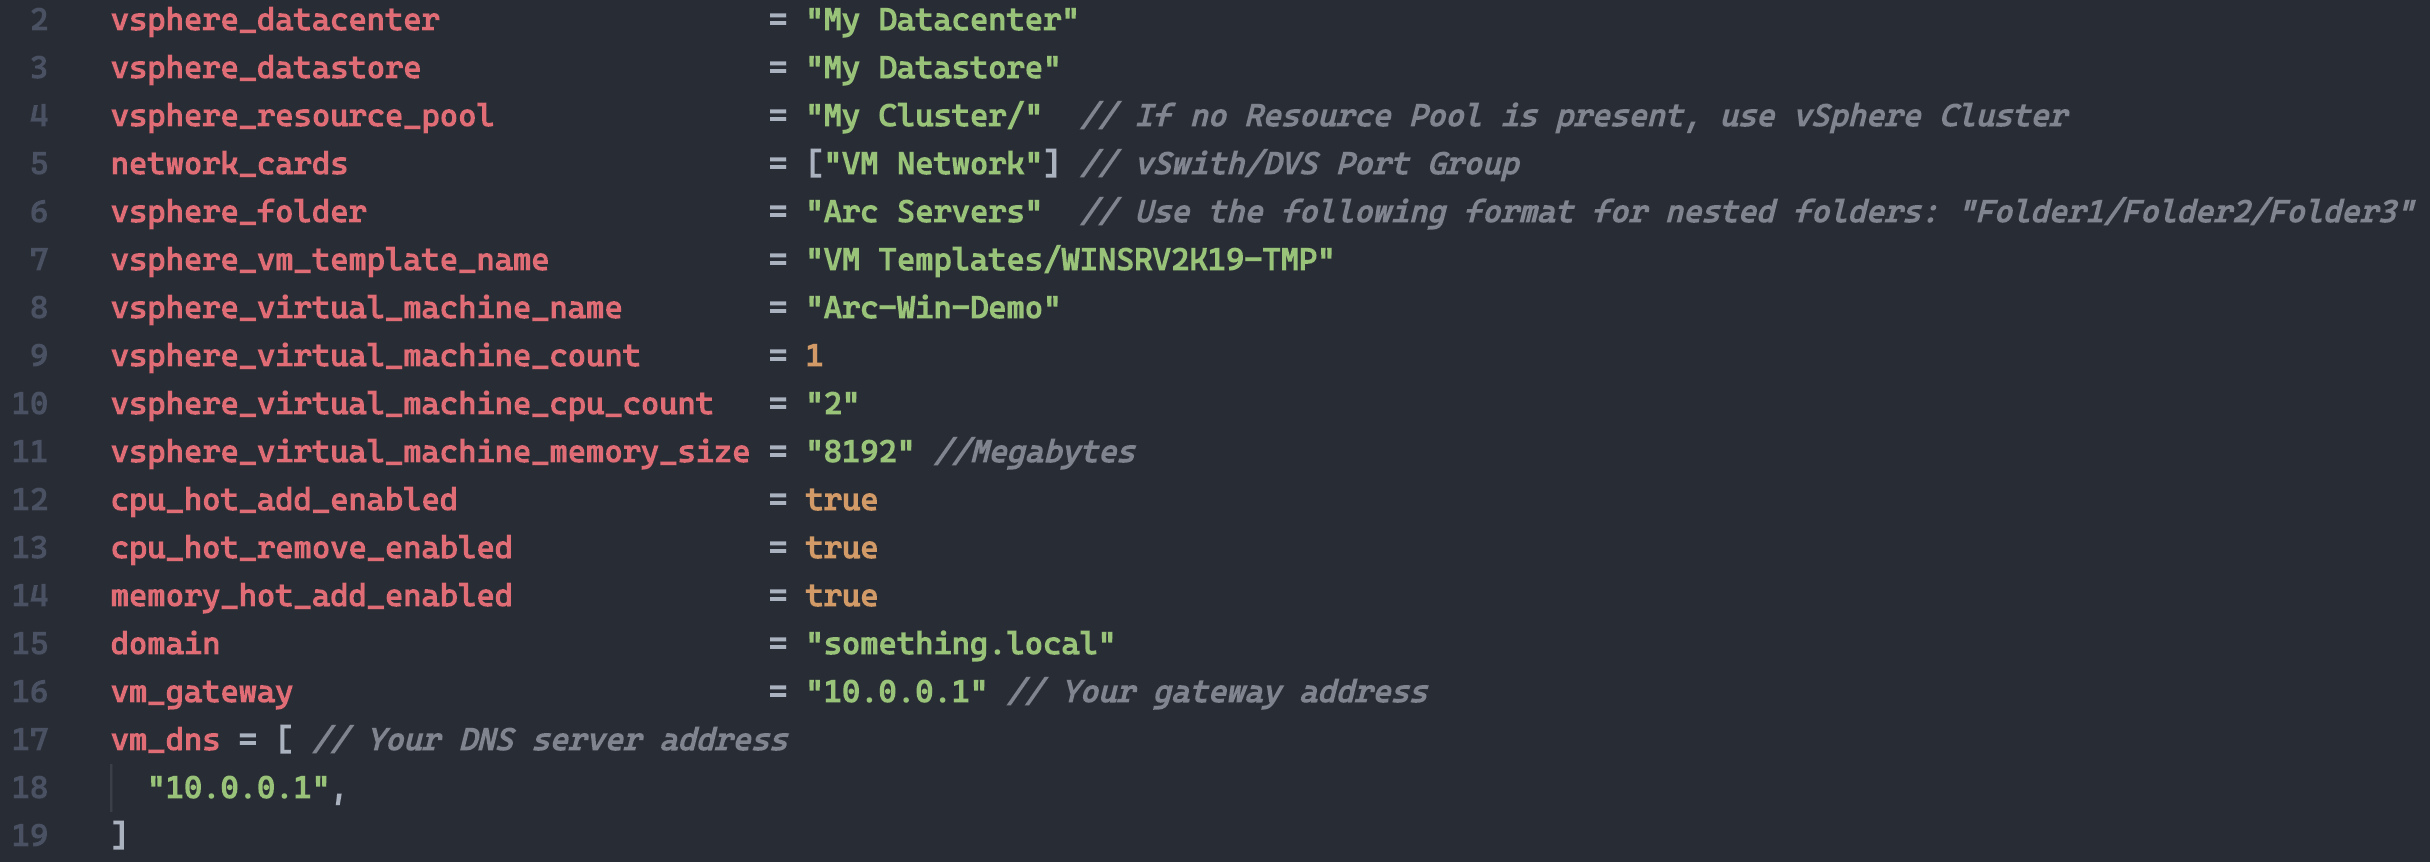 2 vsphere_datacenter = "My Datacenter"
3 vsphere_datastore = "My Datastore"
4 vsphere_resource_pool = "My Cluster/" // If no Resource Pool is present, use vSphere Cluster
5 network_cards = ["VM Network"] // vSwith/DVS Port Group
6 vsphere_folder = "Arc Servers" // Use the following format for nested folders: "Folder1/Folder2/Folder3"
7 vsphere_vm_template_name = "VM Templates/WINSRV2K19-TMP"
8 vsphere_virtual_machine_name = "Arc-Win-Demo"
9 vsphere_virtual_machine_count = 1
10 vsphere_virtual_machine_cpu_count = "2"
11 vsphere_virtual_machine_memory_size = "8192" //Megabytes
12 cpu_hot_add_enabled = true
13 cpu_hot_remove_enabled = true
14 memory_hot_add_enabled = true
15 domain = "something.local"
16 vm_gateway = "10.0.0.1" // Your gateway address
17 vm_dns = [ // Your DNS server address
18 "10.0.0.1",
19 ]